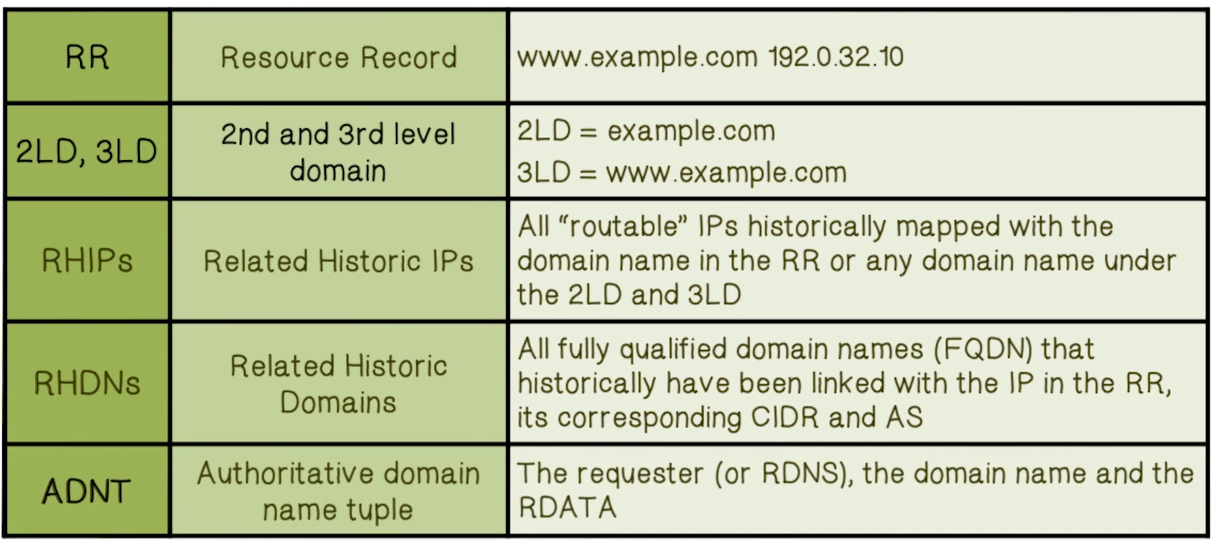 RR
Resource Record
www.example.com 192.0.32.10
2LD, 3LD
2nd and 3rd level
domain
2LD = example.com
3LD = www.example.com
RHIPs
Related Historic IPs
All “routable” IPs historically mapped with the
domain name in the RR or any domain name under
the 2LD and 3LD
RHDNs
Related Historic
Domains
All fully qualified domain names (FQDN) that
historically have been linked with the IP in the RR,
its corresponding CIDR and AS
ADNT
Authoritative domain
name tuple
The requester (or RDNS), the domain name and the
RDATA